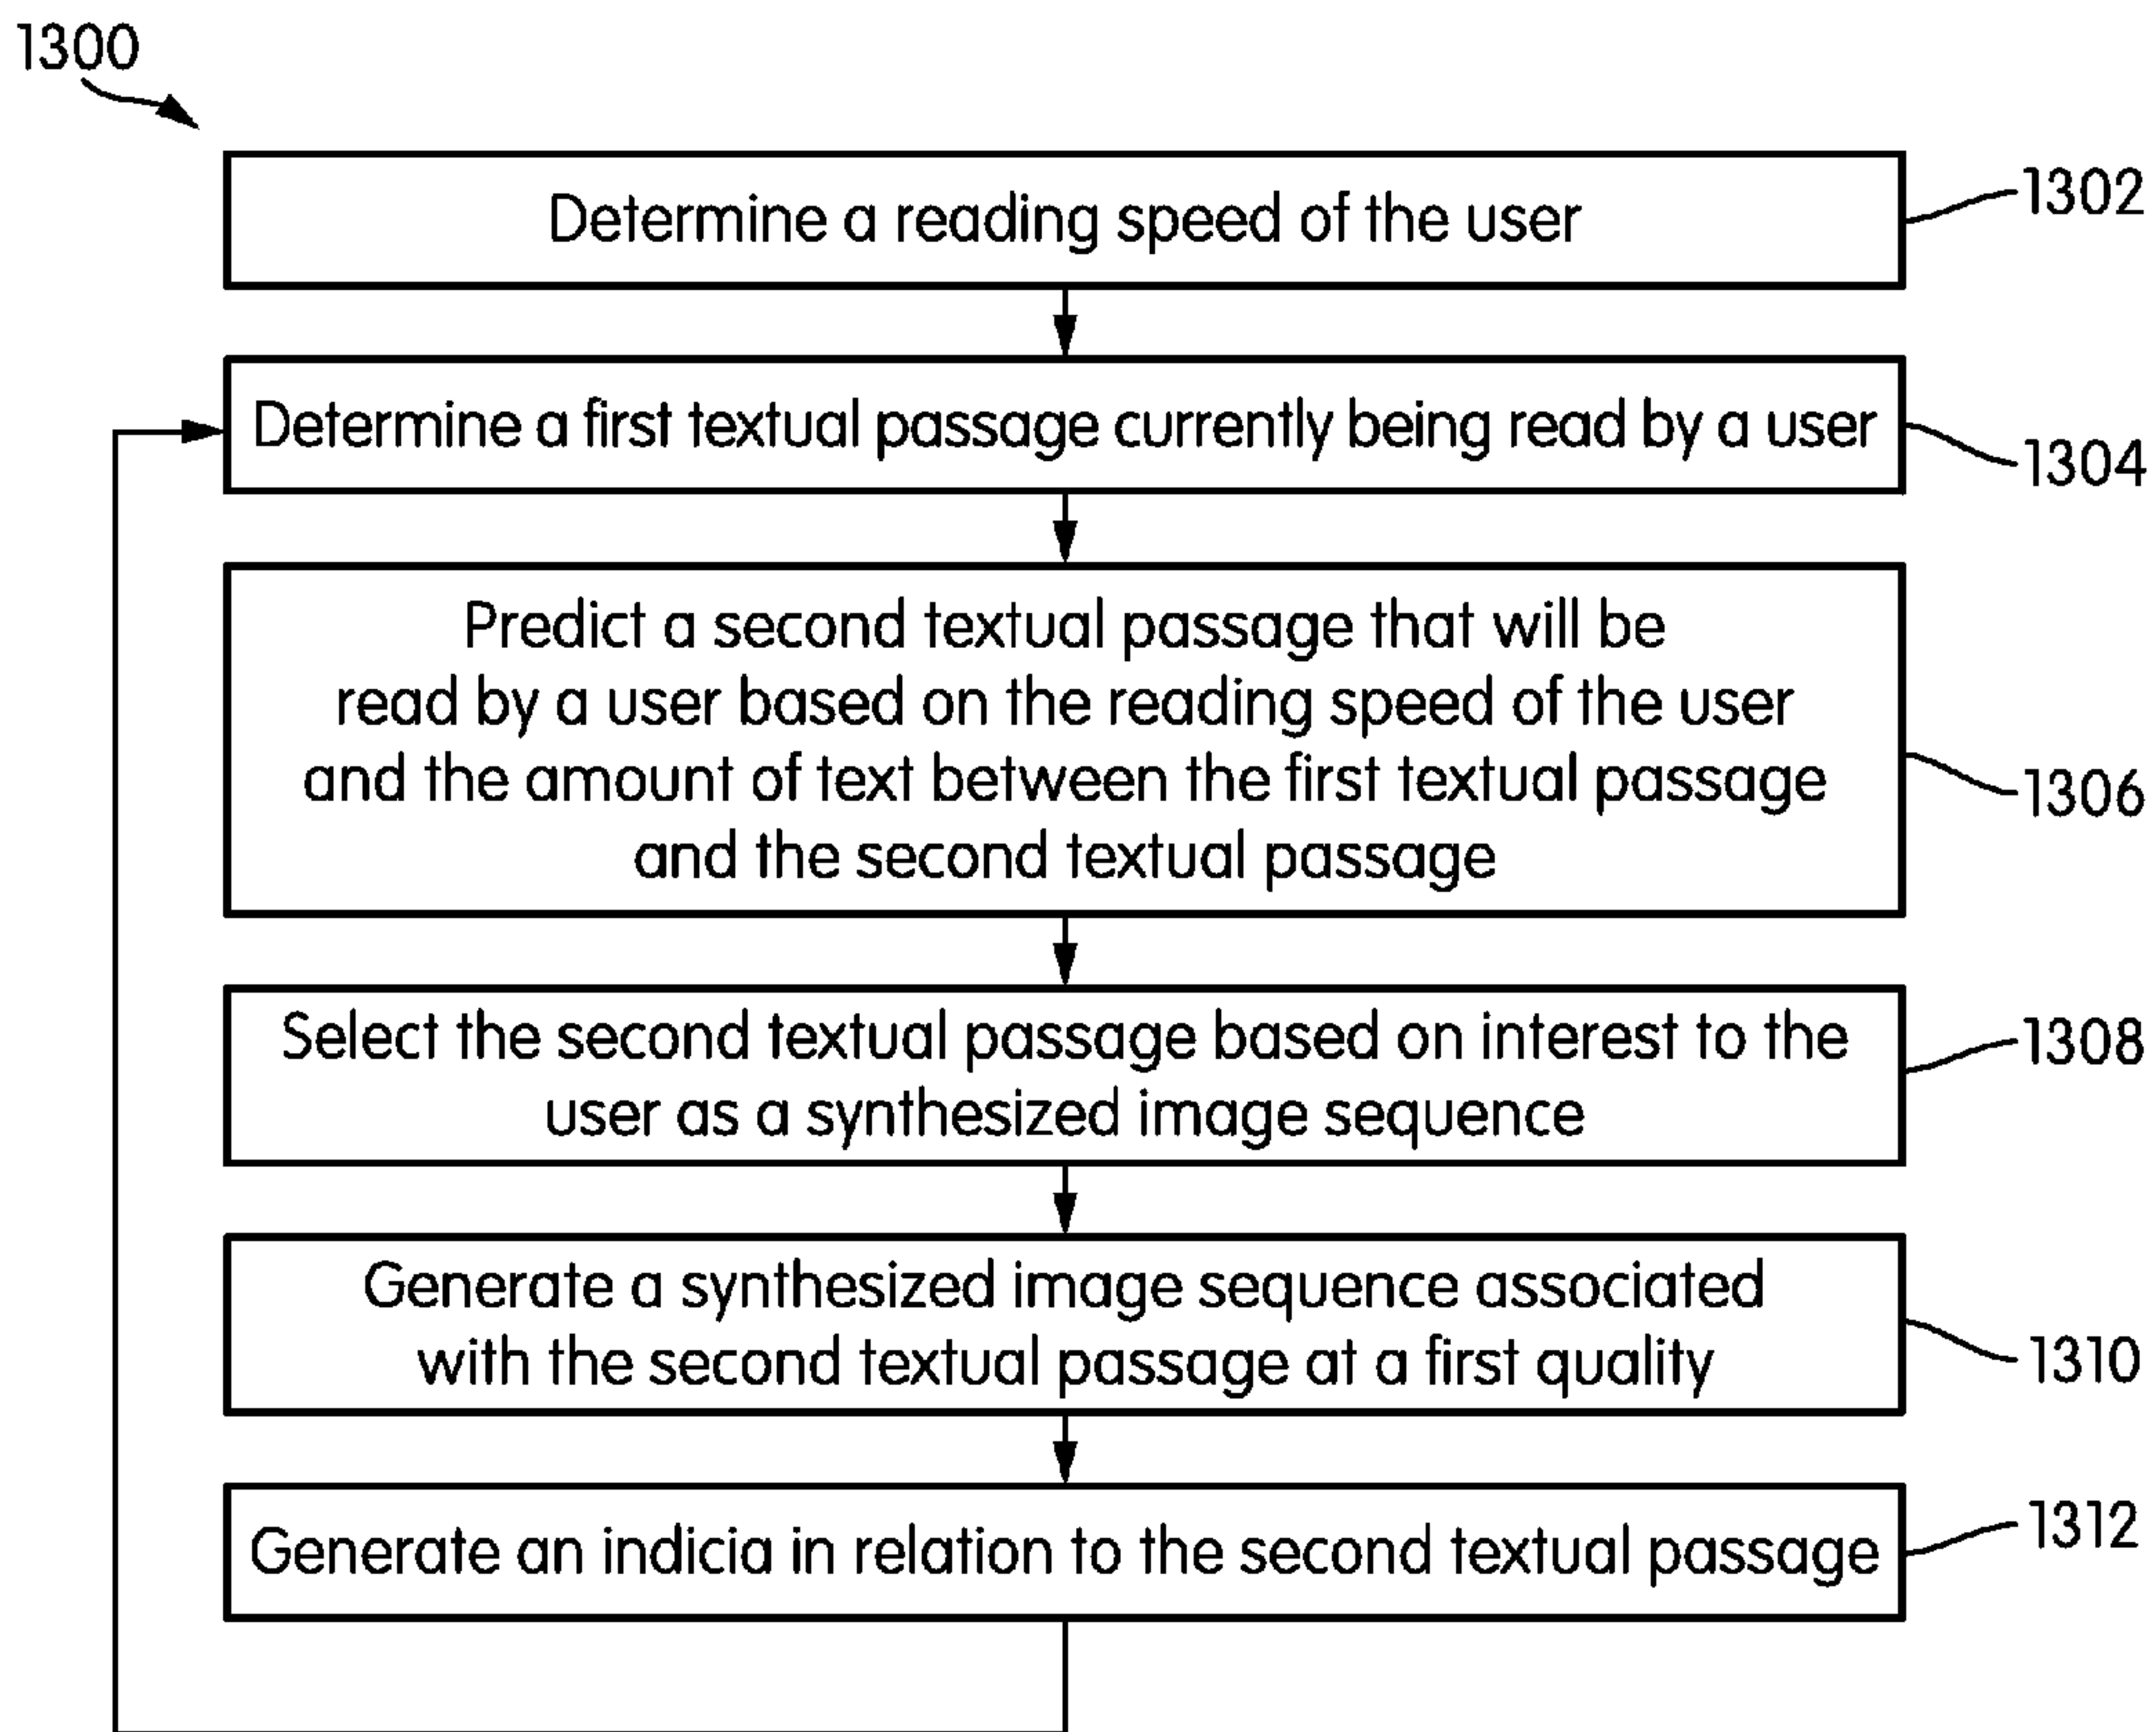 1300
Determine a reading speed of the user
1302
Determine a first textual passage currently being read by a user
1304
Predict a second textual passage that will be
read by a user based on the reading speed of the user
and the amount of text between the first textual passage
and the second textual passage
1306
Select the second textual passage based on interest to the
user as a synthesized image sequence
1308
Generate a synthesized image sequence associated
with the second textual passage at a first quality
1310
Generate an indicia in relation to the second textual passage
1312